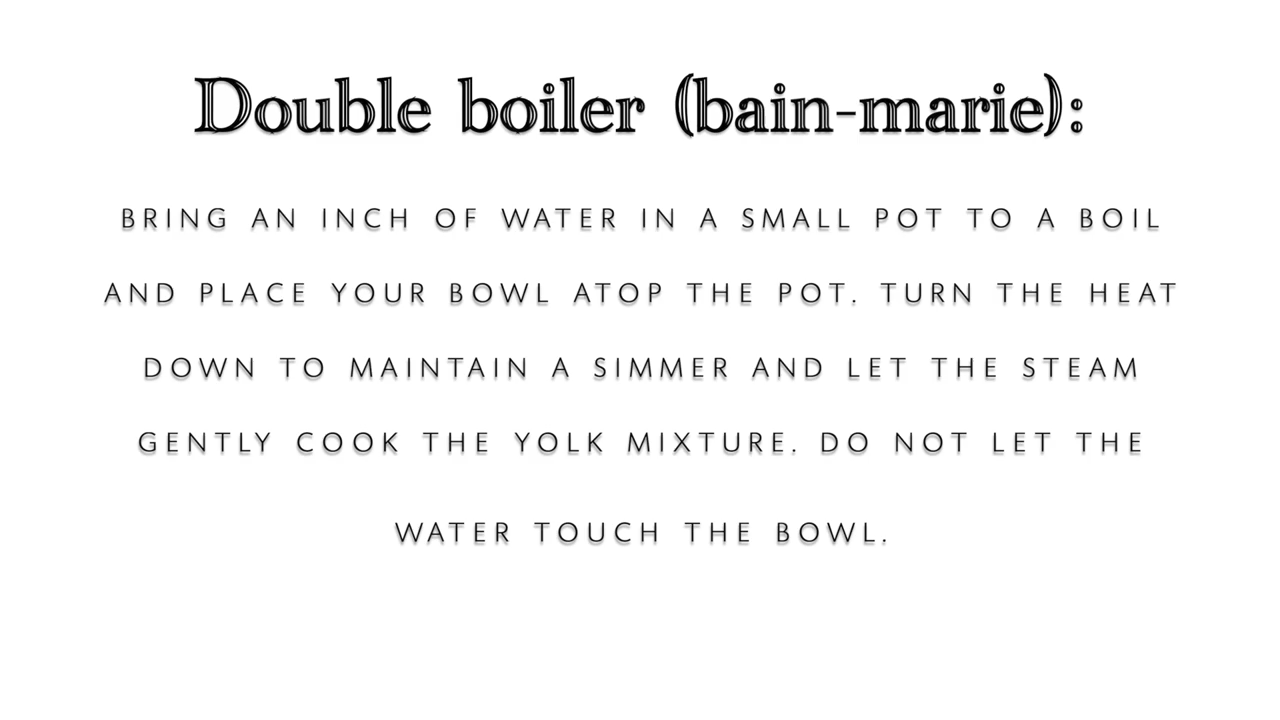 Double boiler (bain-marie):
BRING AN INCH OF WATER IN A SMALL POT TO A BOIL
AND PLACE YOUR BOWL ATOP THE POT. TURN THE HEAT
DOWN TO MAINTAIN A SIMMER AND LET THE STEAM
GENTLY COOK THE YOLK MIXTURE. DO NOT LET THE
WATER TOUCH THE BOWL.